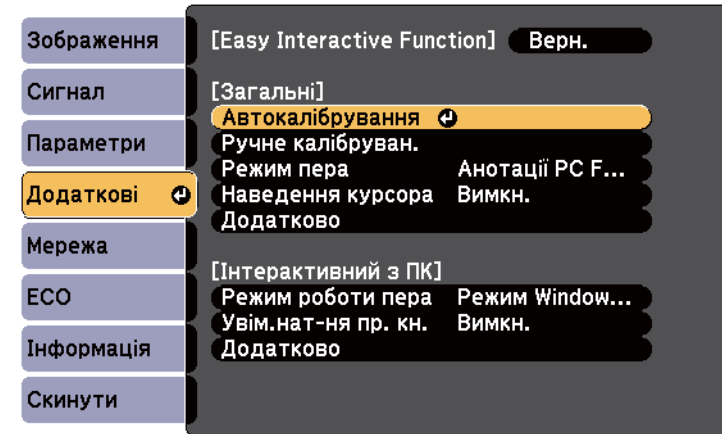 Зображення
Сигнал
Параметри
Додаткові
Мережа
ECO
Інформація
Скинути
[Easy Interactive Function] Верн.
[Загальні]
Автокалібрування
Ручне калібруван.
Режим пера Анотації PC F...
Наведення курсора Вимкн.
Додатково
[Інтерактивний з ПК]
Режим роботи пера Режим Window...
Увім.нат-ня пр. кн. Вимкн.
Додатково